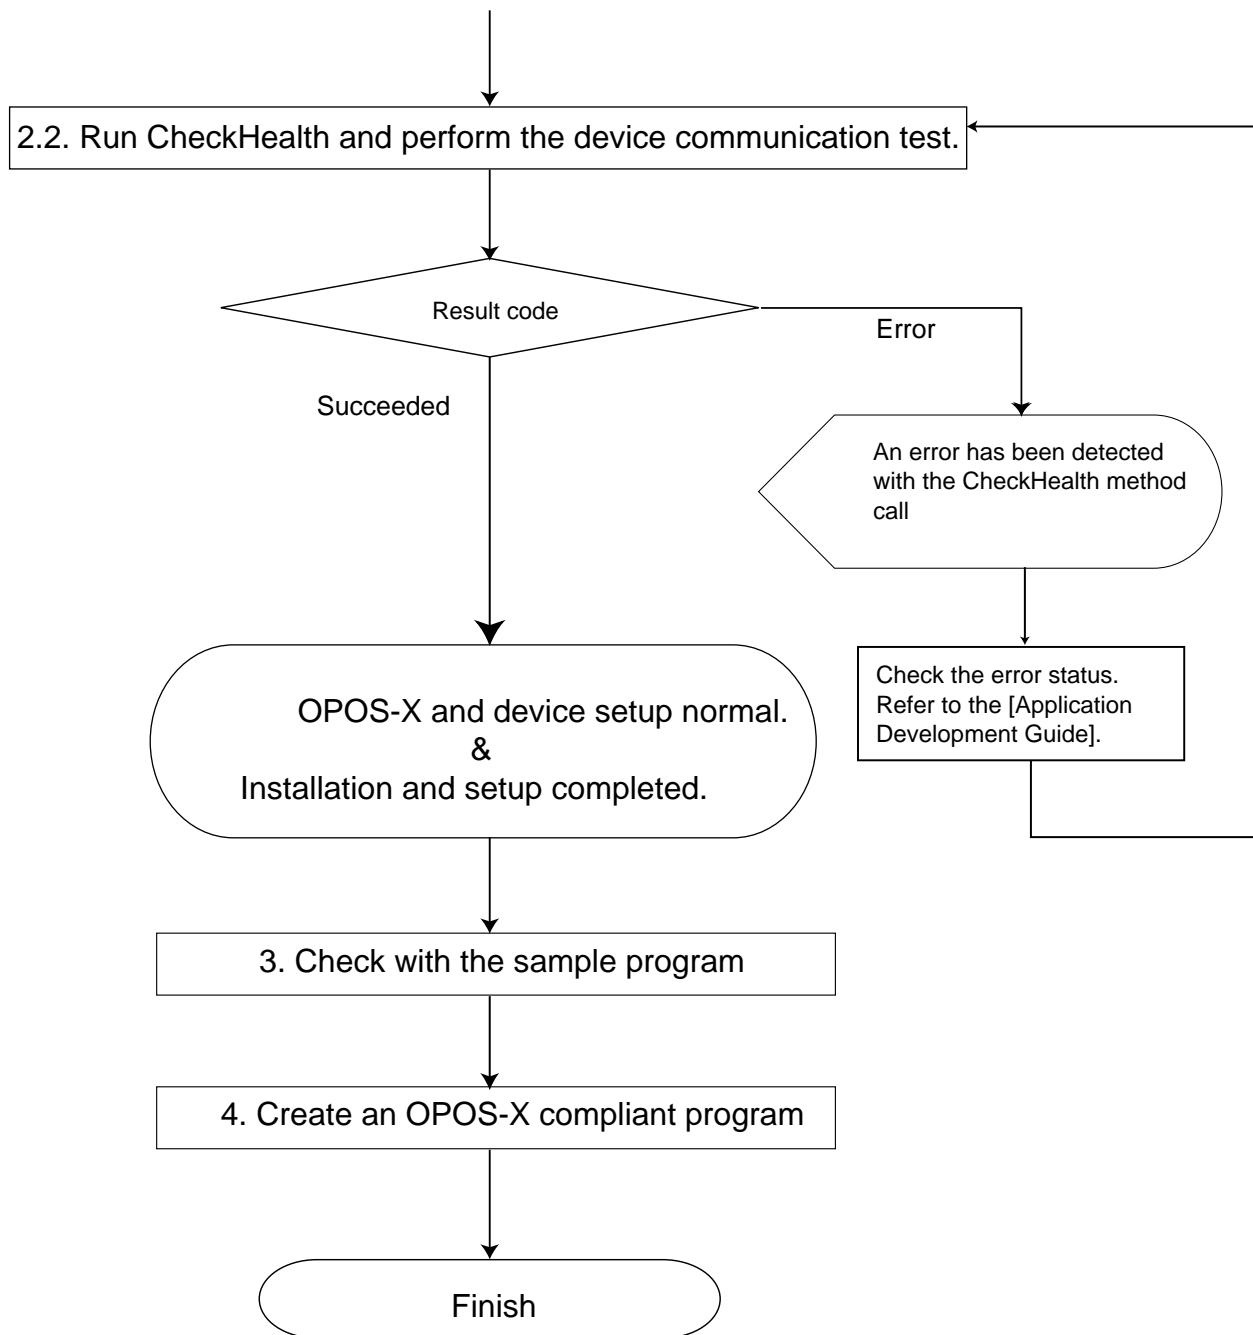 2.2. Run CheckHealth and perform the device communication test.
Result code
Error
Succeeded
An error has been detected
with the CheckHealth method
call
Check the error status.
Refer to the [Application
Development Guide].
OPOS-X and device setup normal.
&
Installation and setup completed.
3. Check with the sample program
4. Create an OPOS-X compliant program
Finish